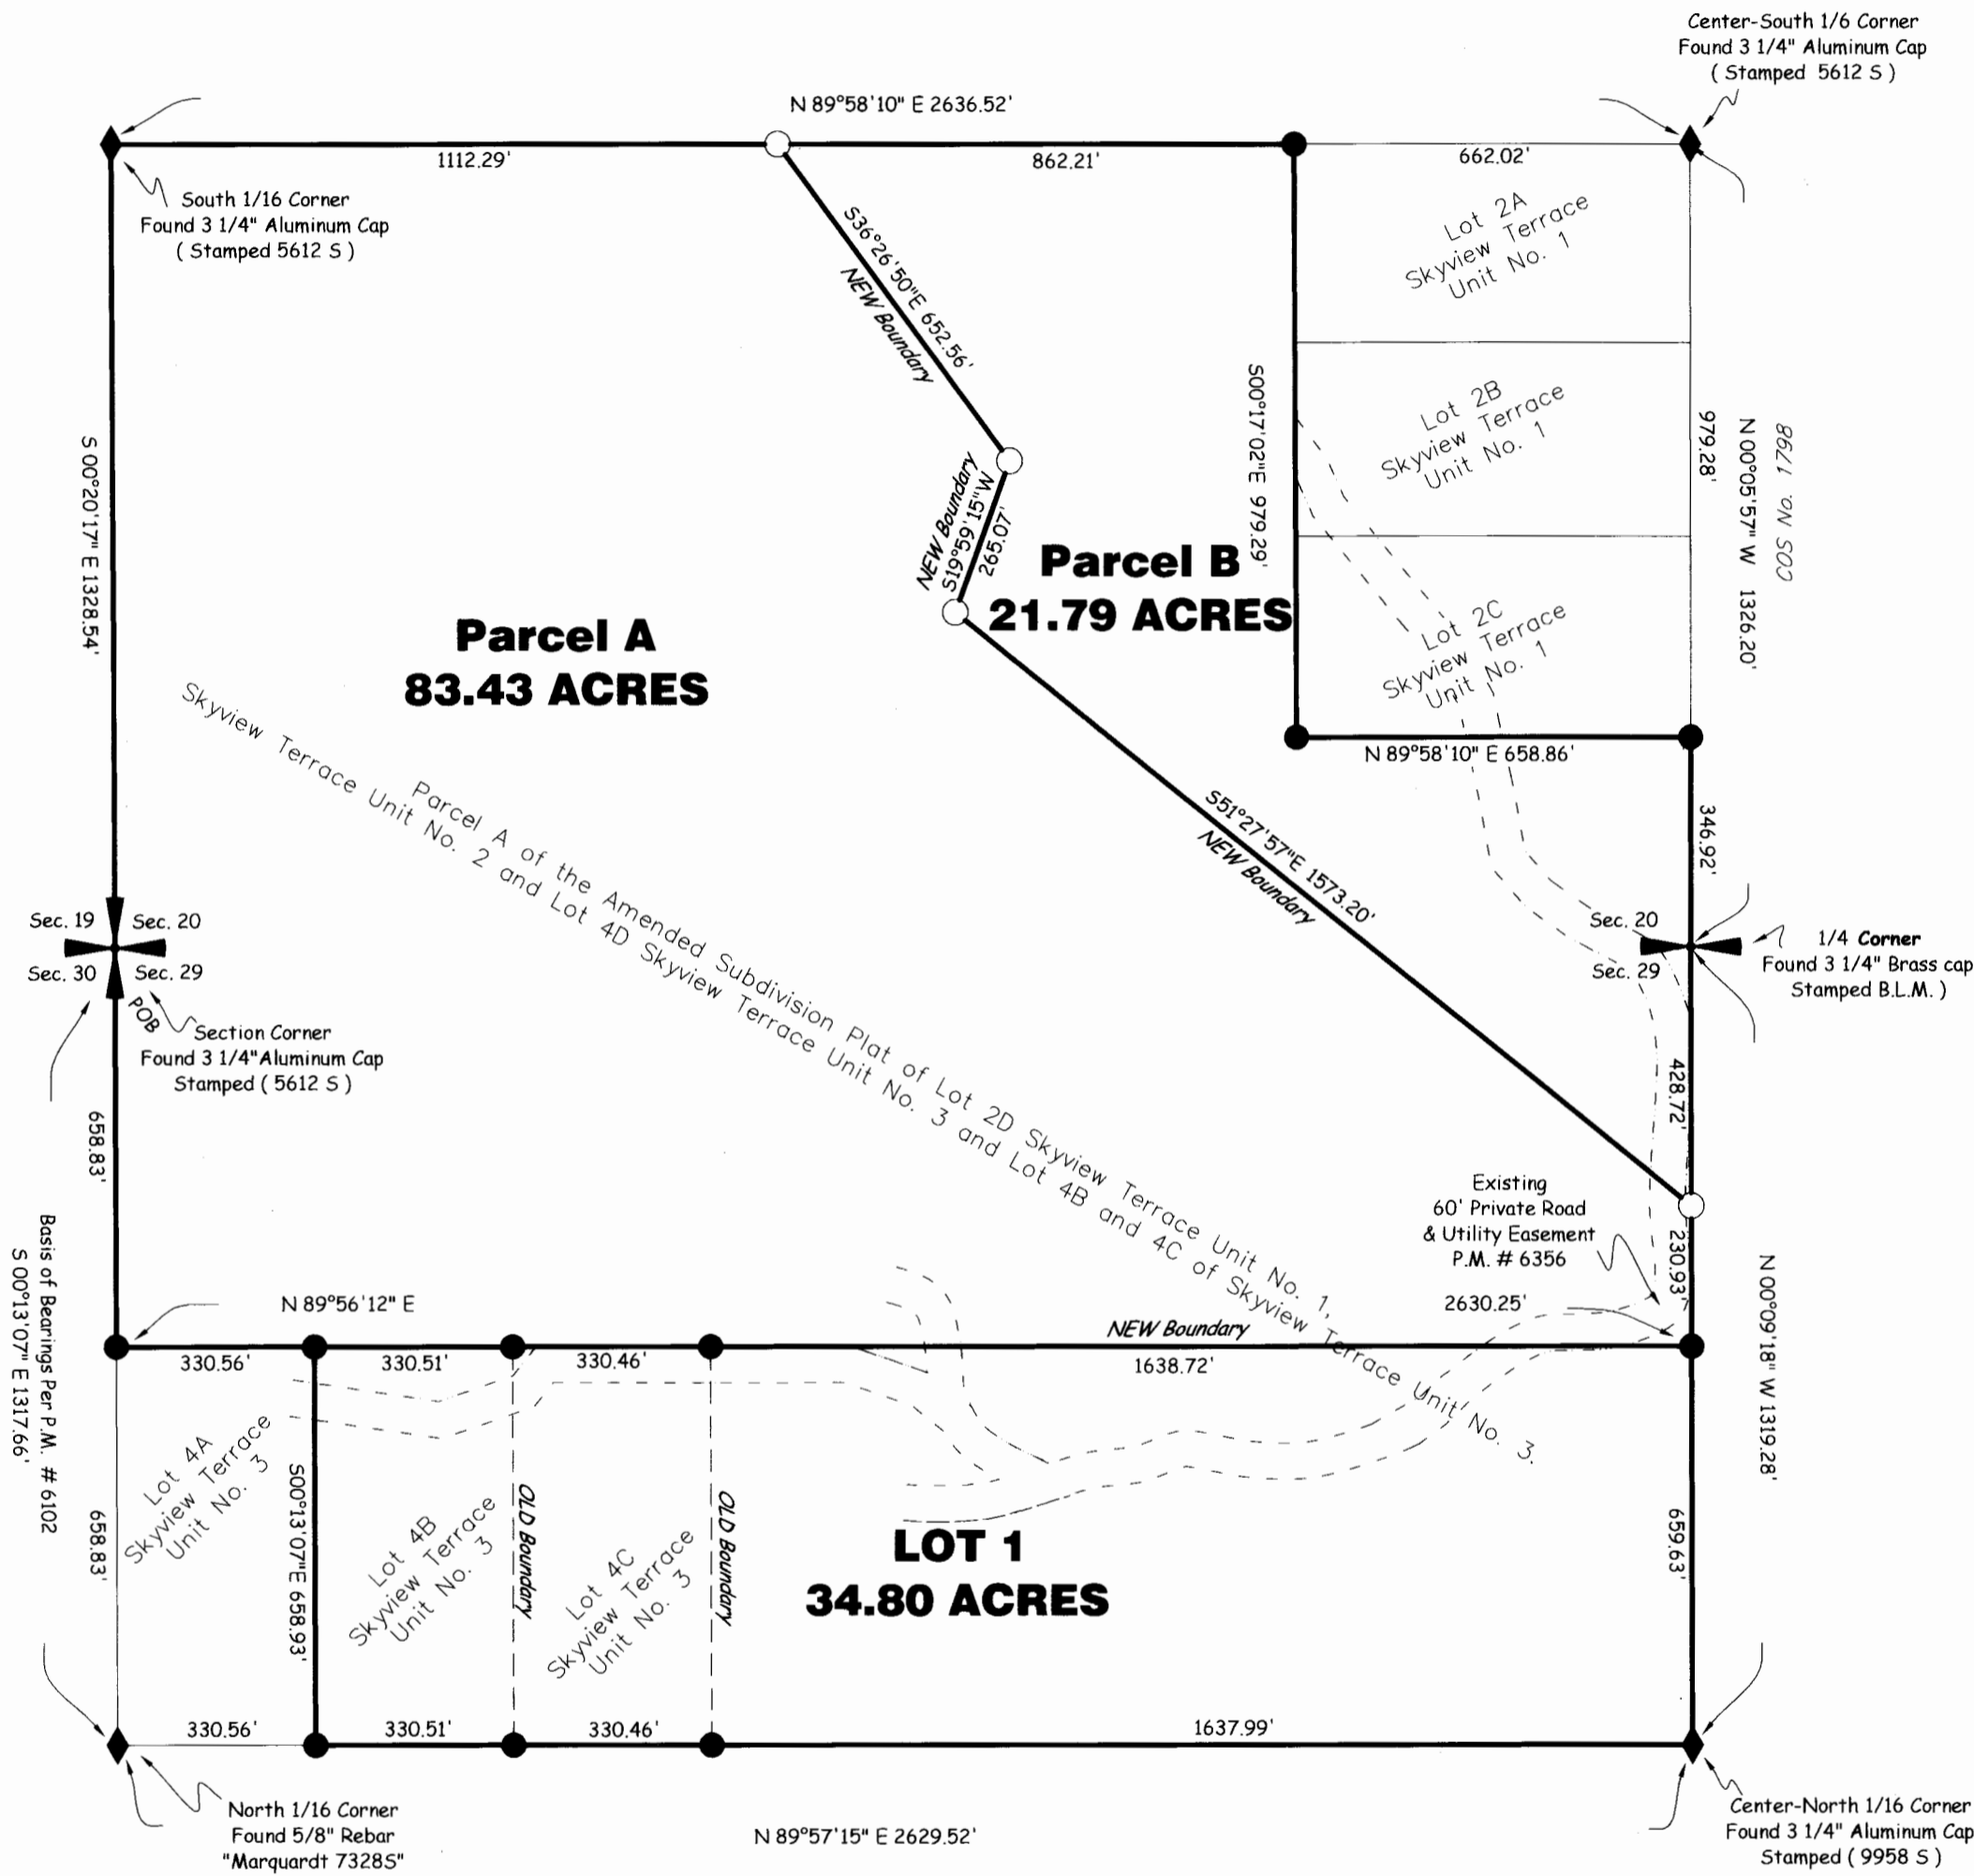 Center-South 1/6 Corner
Found 3 1/4" Aluminum Cap
( Stamped 5612 S )
N 89°58'10" E 2636.52'
1112.29'
862.21'
662.02'
South 1/16 Corner
Found 3 1/4" Aluminum Cap
( Stamped 5612 S )
S36°26'50"E 652.56'
NEW Boundary
Lot 2A
Skyview Terrace
Unit No. 1
S00°17'02"E 979.29'
Lot 2B
Skyview Terrace
Unit No. 1
979.28'
N 00°05'57" W 1326.20'
COS No. 1798
S 00°20'17" E 1328.54'
NEW Boundary
S19°59'15"W
265.07'
Parcel B
21.79 ACRES
Lot 2C
Skyview Terrace
Unit No. 1
Parcel A
83.43 ACRES
N 89°58'10" E 658.86'
346.92'
S51°27'57"E 1573.20'
NEW Boundary
Parcel A of the Amended Subdivision Plat of Lot 2D Skyview Terrace Unit No. 1,
Skyview Terrace Unit No. 2 and Lot 4D Skyview Terrace Unit No. 3 and Lot 4B and 4C of Skyview Terrace Unit No. 3.
Sec. 19
Sec. 20
Sec. 30
Sec. 29
POB
Section Corner
Found 3 1/4"Aluminum Cap
Stamped ( 5612 S )
Sec. 20
Sec. 29
1/4 Corner
Found 3 1/4" Brass cap
Stamped B.L.M. )
428.72'
658.83'
Existing
60' Private Road
& Utility Easement
P.M. # 6356
230.93'
Basis of Bearings Per P.M. # 6102
S 00°13'07" E 1317.66'
N 89°56'12" E
2630.25'
NEW Boundary
330.56'
330.51'
330.46'
1638.72'
N 00°09'18" W 1319.28'
Lot 4A
Skyview Terrace
Unit No. 3
658.83'
S00°13'07"E 658.93'
Lot 4B
Skyview Terrace
Unit No. 3
OLD Boundary
Lot 4C
Skyview Terrace
Unit No. 3
OLD Boundary
LOT 1
34.80 ACRES
659.63'
330.56'
330.51'
330.46'
1637.99'
North 1/16 Corner
Found 5/8" Rebar
"Marquardt 7328S"
N 89°57'15" E 2629.52'
Center-North 1/16 Corner
Found 3 1/4" Aluminum Cap
Stamped ( 9958 S )